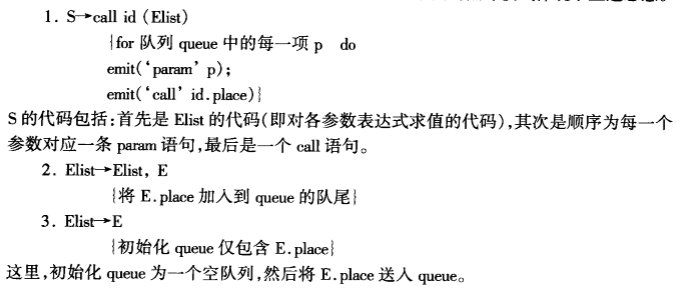 1. S→call id (Elist)
{for 队列 queue 中的每一项 p do
emit(‘param’ p);
emit(‘call’ id.place)}
S 的代码包括:首先是 Elist 的代码(即对各参数表达式求值的代码),其次是顺序为每一个
参数对应一条 param 语句,最后是一个 call 语句。
2. Elist→Elist, E
{将 E.place 加入到 queue 的队尾}
3. Elist→E
{初始化 queue 仅包含 E.place}
这里,初始化 queue 为一个空队列,然后将 E.place 送入 queue。